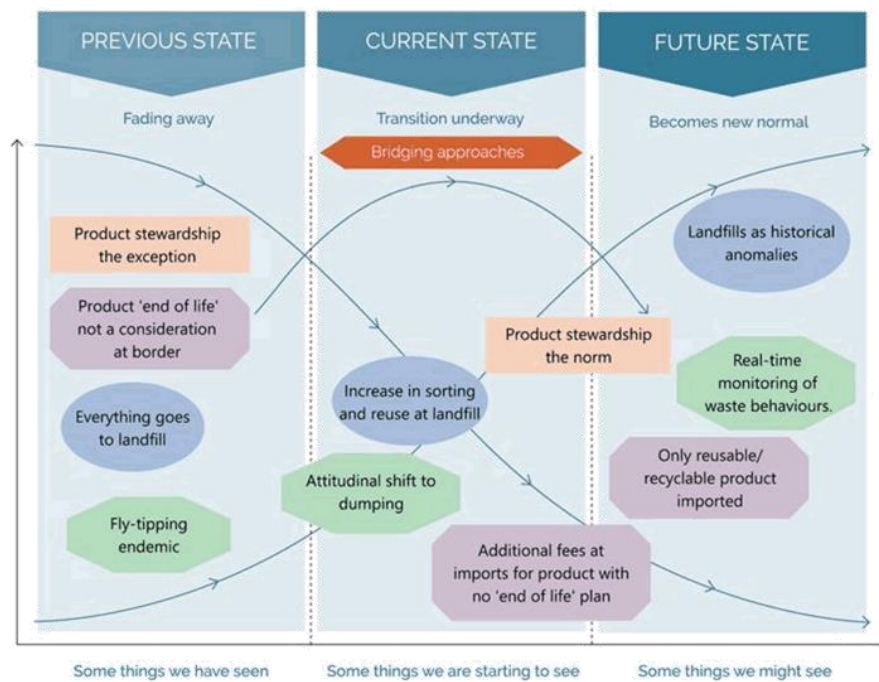 PREVIOUS STATE
CURRENT STATE
FUTURE STATE
Fading away
Transition underway
Becomes new normal
Bridging approaches
Product stewardship
the exception
Product 'end of life'
not a consideration
at border
Everything goes
to landfill
Fly-tipping
endemic
Increase in sorting
and reuse at landfill
Attitudinal shift to
dumping
Product stewardship
the norm
Additional fees at
imports for product with
no 'end of life' plan
Landfills as historical
anomalies
Real-time
monitoring of
waste behaviours.
Only reusable/
recyclable product
imported
Some things we have seen
Some things we are starting to see
Some things we might see